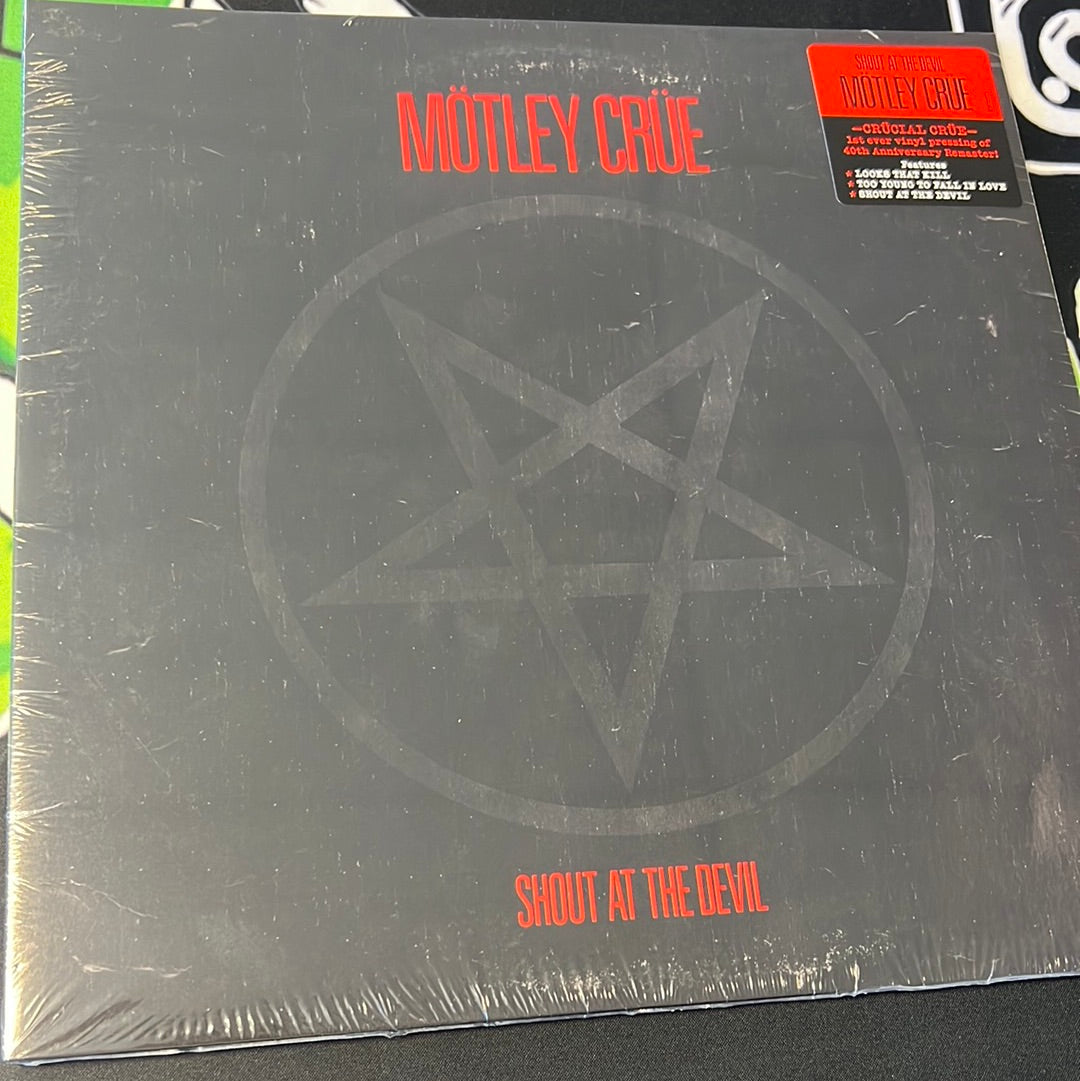 MÖTLEY CRÜE
SHOUT AT THE DEVIL
MÖTLEY CRÜE
—CRÜCIAL CRÜE—
1st ever vinyl pressing of
40th Anniversary Remaster!
Features
★ LOOKS THAT KILL
★ TOO YOUNG TO FALL IN LOVE
★ SHOUT AT THE DEVIL
SHOUT AT THE DEVIL